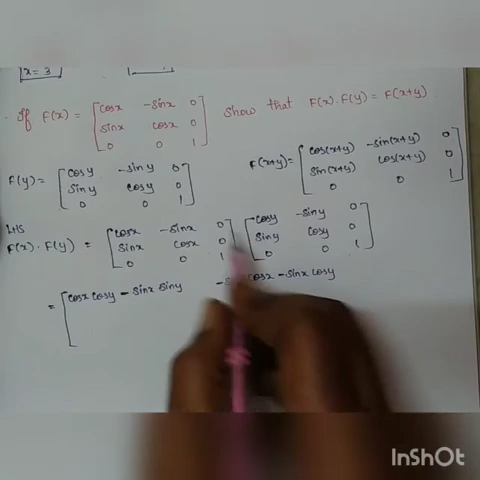 x = 3
If F(x) = [cosx -sinx 0
sinx cosx 0
0 0 1] show that F(x). F(y) = F(x+y)
F(y) = [cosy -siny 0
siny cosy 0
0 0 1]
F(x+y) = [cos(x+y) -sin(x+y) 0
sin(x+y) cos(x+y) 0
0 0 1]
LHS
F(x). F(y) = [cosx -sinx 0
sinx cosx 0
0 0 1] [cosy -siny 0
siny cosy 0
0 0 1]
= [cosx cosy - sinx siny cosx - sinx cosy
InShOt